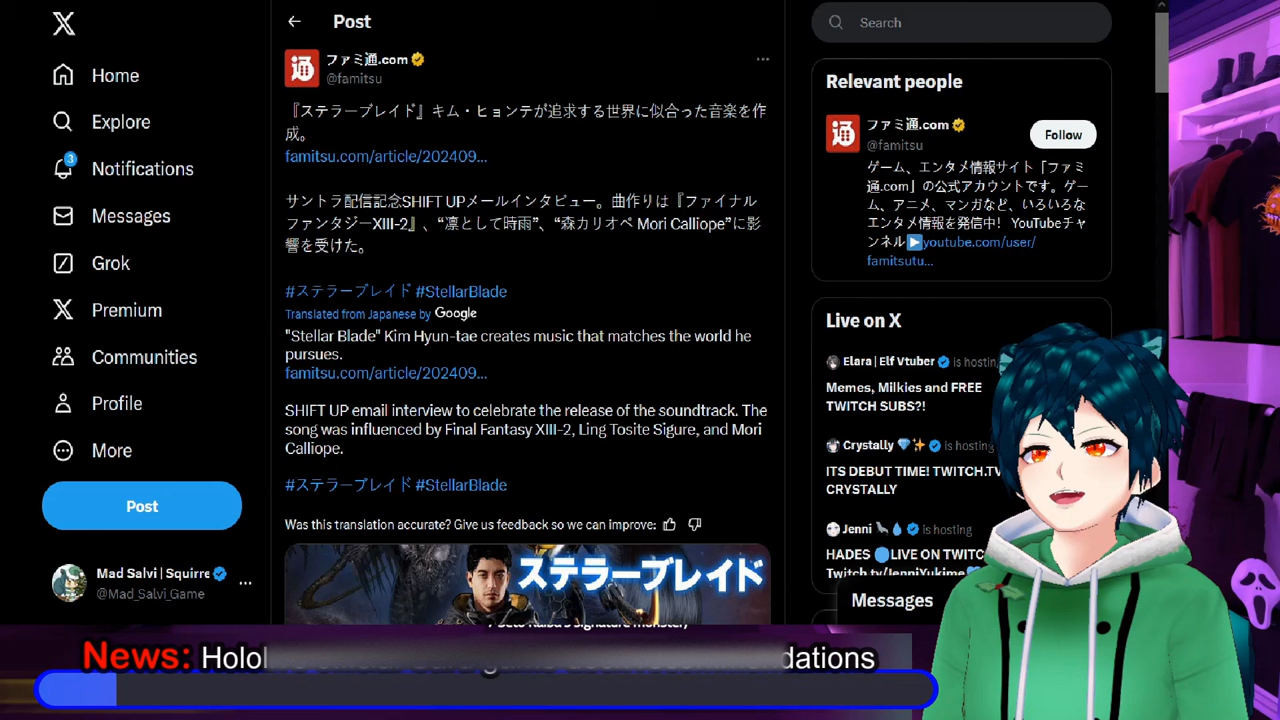 Home
Explore
3
Notifications
Messages
Grok
Premium
Communities
Profile
More
Post
Mad Salvi | Squirre
@Mad_Salvi_Game
Post
ファミ通.com
@famitsu
『ステラーブレイド』キム・ヒョンテが追求する世界に似合った音楽を作
成。
famitsu.com/article/202409...
サントラ配信記念SHIFT UPメールインタビュー。曲作りは『ファイナル
ファンタジーXIII-2』、“凛として時雨”、“森カリオペ Mori Calliope”に影
響を受けた。
#ステラーブレイド #StellarBlade
Translated from Japanese by Google
"Stellar Blade" Kim Hyun-tae creates music that matches the world he
pursues.
famitsu.com/article/202409...
SHIFT UP email interview to celebrate the release of the soundtrack. The
song was influenced by Final Fantasy XIII-2, Ling Tosite Sigure, and Mori
Calliope.
#ステラーブレイド #StellarBlade
Was this translation accurate? Give us feedback so we can improve:
ステラーブレイド
Search
Relevant people
通
ファミ通.com
@famitsu
Follow
ゲーム、エンタメ情報サイト「ファミ
通.com」の公式アカウントです。ゲー
ム、アニメ、マンガなど、いろいろな
エンタメ情報を発信中！ YouTubeチャ
ンネル▶youtube.com/user/
famitsutu...
Live on X
Elara | Elf Vtuber is hosting
Memes, Milkies and FREE
TWITCH SUBS?!
Crystally is hosting
ITS DEBUT TIME! TWITCH.TV
CRYSTALLY
Jenni is hosting
HADES LIVE ON TWITC
Twitch.tv/JenniYukime
Messages
News: Holol dations